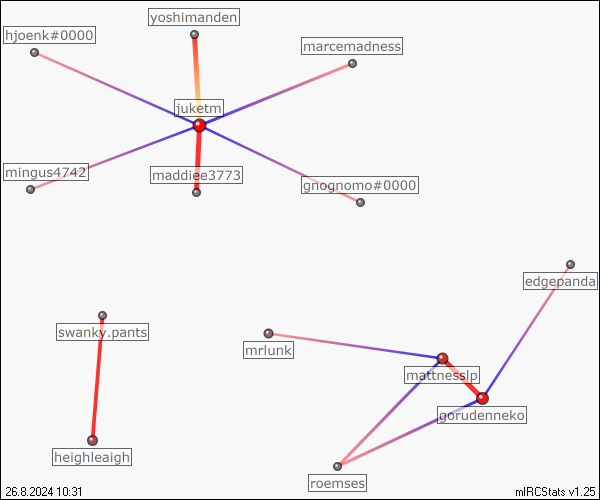 yoshimanden
hjoenk#0000
marcemadness
juketm
mingus4742
maddiee3773
gnognomo#0000
edgepanda
swanky.pants
mrlunk
mattnesslp
gorudenneko
heighleaigh
roemses
26.8.2024 10:31
mIRCStats v1.25